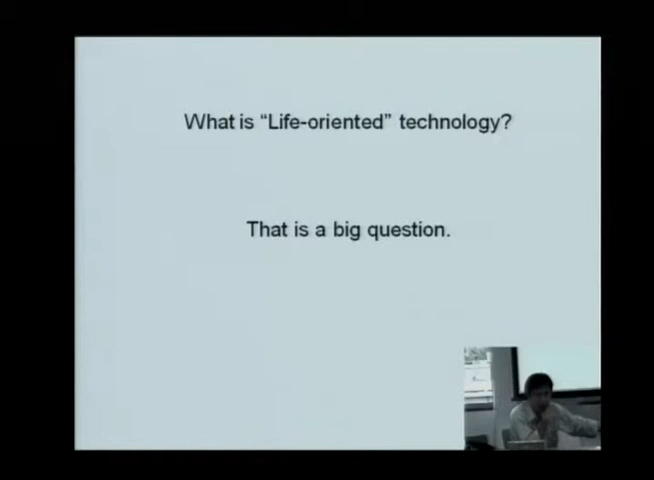 What is “Life-oriented” technology?
That is a big question.